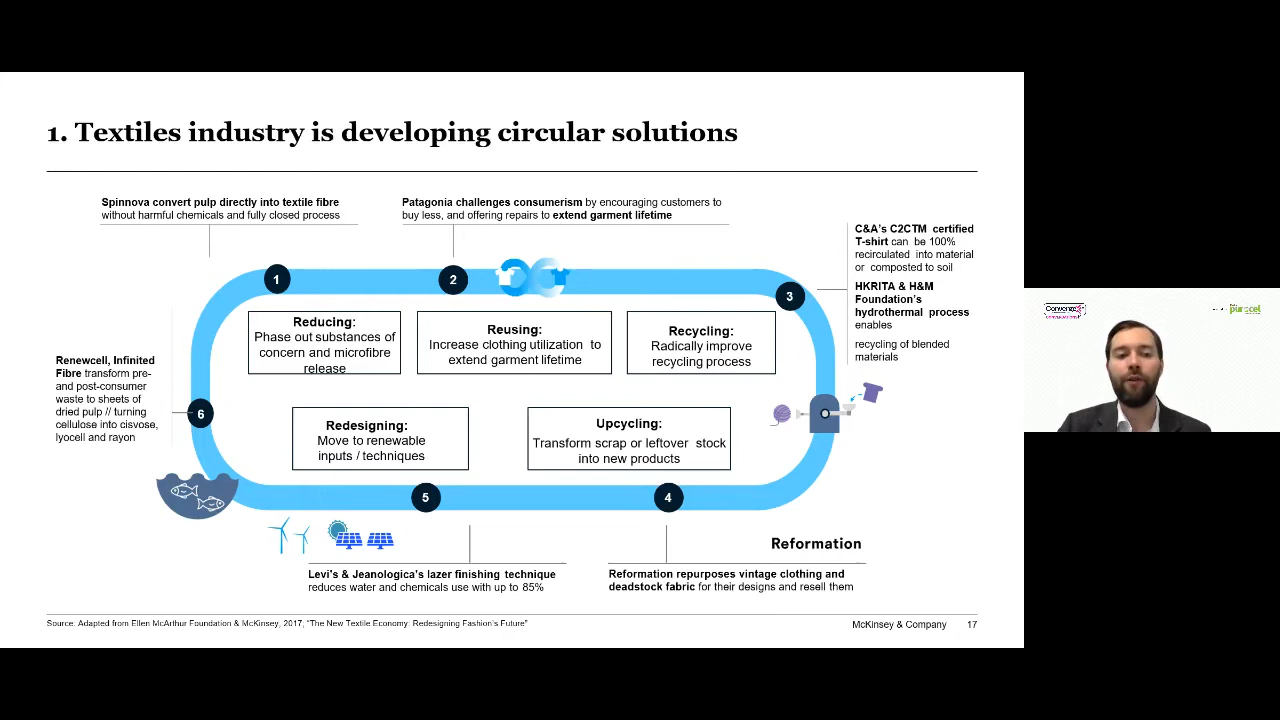 1. Textiles industry is developing circular solutions
Spinnova convert pulp directly into textile fibre
without harmful chemicals and fully closed process
Patagonia challenges consumerism by encouraging customers to
buy less, and offering repairs to extend garment lifetime
C&A's C2CTM certified
T-shirt can be 100%
recirculated into material
or composted to soil
HKRITA & H&M
Foundation's
hydrothermal process
enables
recycling of blended
materials
1
2
3
Reducing:
Phase out substances of
concern and microfibre
release
Reusing:
Increase clothing utilization to
extend garment lifetime
Recycling:
Radically improve
recycling process
Renewcell, Infinited
Fibre transform pre-
and post-consumer
waste to sheets of
dried pulp // turning
cellulose into cisvose,
lyocell and rayon
6
Redesigning:
Move to renewable
inputs / techniques
Upcycling:
Transform scrap or leftover stock
into new products
5
4
Reformation
Levi's & Jeanologica's lazer finishing technique
reduces water and chemicals use with up to 85%
Reformation repurposes vintage clothing and
deadstock fabric for their designs and resell them
Source: Adapted from Ellen McArthur Foundation & McKinsey, 2017; "The New Textile Economy: Redesigning Fashion's Future"
McKinsey & Company 17